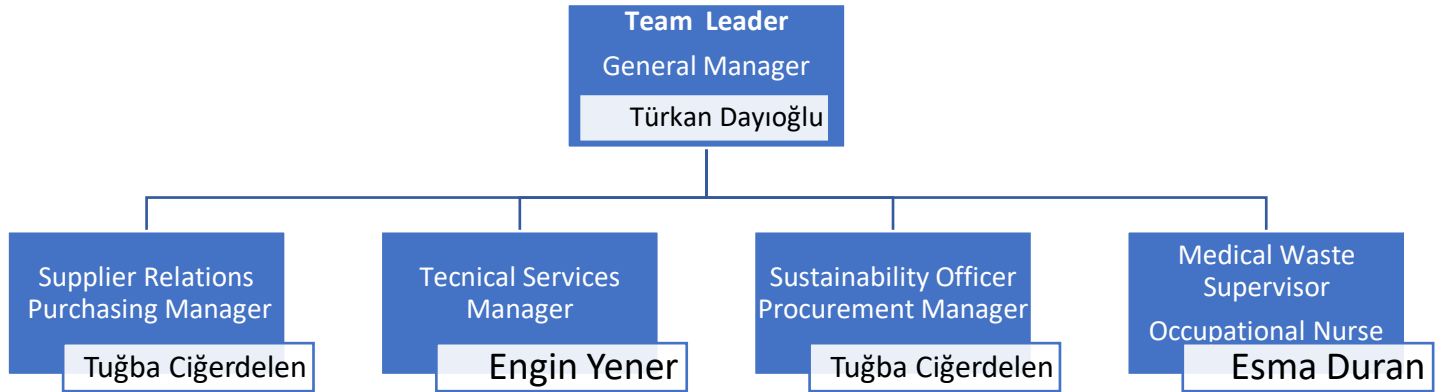 Team Leader
General Manager
Türkan Dayıoğlu
Supplier Relations
Purchasing Manager
Tuğba Ciğerdelen
Tecnical Services
Manager
Engin Yener
Sustainability Officer
Procurement Manager
Tuğba Ciğerdelen
Medical Waste
Supervisor
Occupational Nurse
Esma Duran